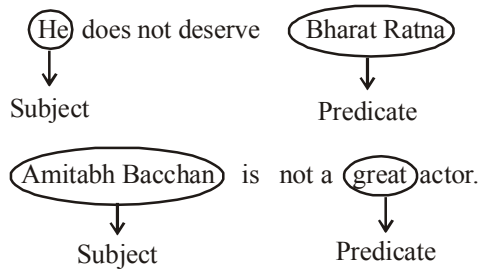 He does not deserve Bharat Ratna
Subject Predicate
Amitabh Bacchan is not a great actor.
Subject Predicate